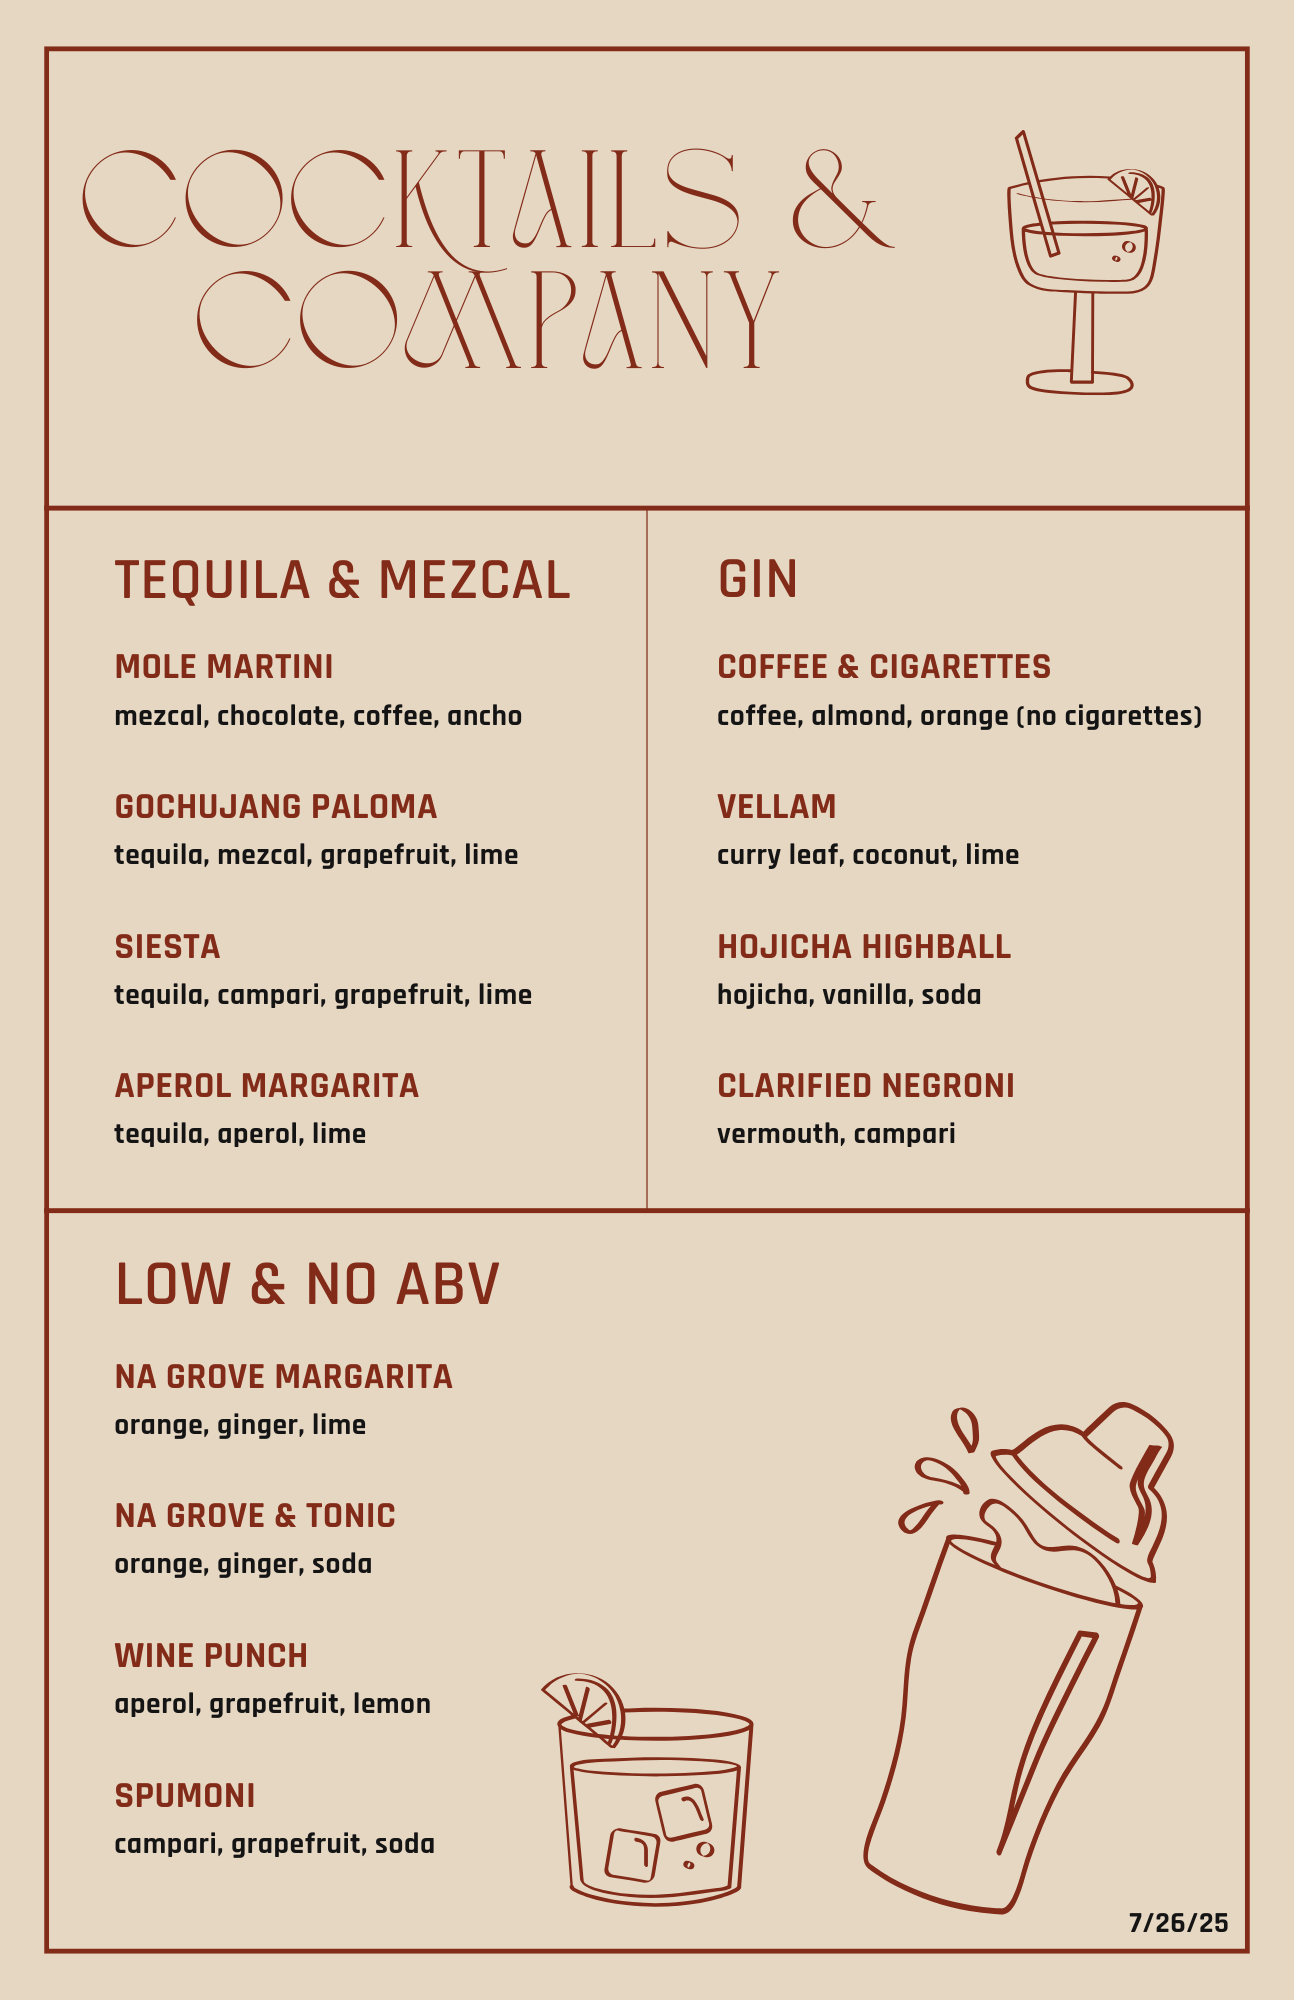 COCKTAILS &
COMPANY
TEQUILA & MEZCAL
MOLE MARTINI
mezcal, chocolate, coffee, ancho
GOCHUJANG PALOMA
tequila, mezcal, grapefruit, lime
SIESTA
tequila, campari, grapefruit, lime
APEROL MARGARITA
tequila, aperol, lime
GIN
COFFEE & CIGARETTES
coffee, almond, orange (no cigarettes)
VELLAM
curry leaf, coconut, lime
HOJICHA HIGHBALL
hojicha, vanilla, soda
CLARIFIED NEGRONI
vermouth, campari
LOW & NO ABV
NA GROVE MARGARITA
orange, ginger, lime
NA GROVE & TONIC
orange, ginger, soda
WINE PUNCH
aperol, grapefruit, lemon
SPUMONI
campari, grapefruit, soda
7/26/25